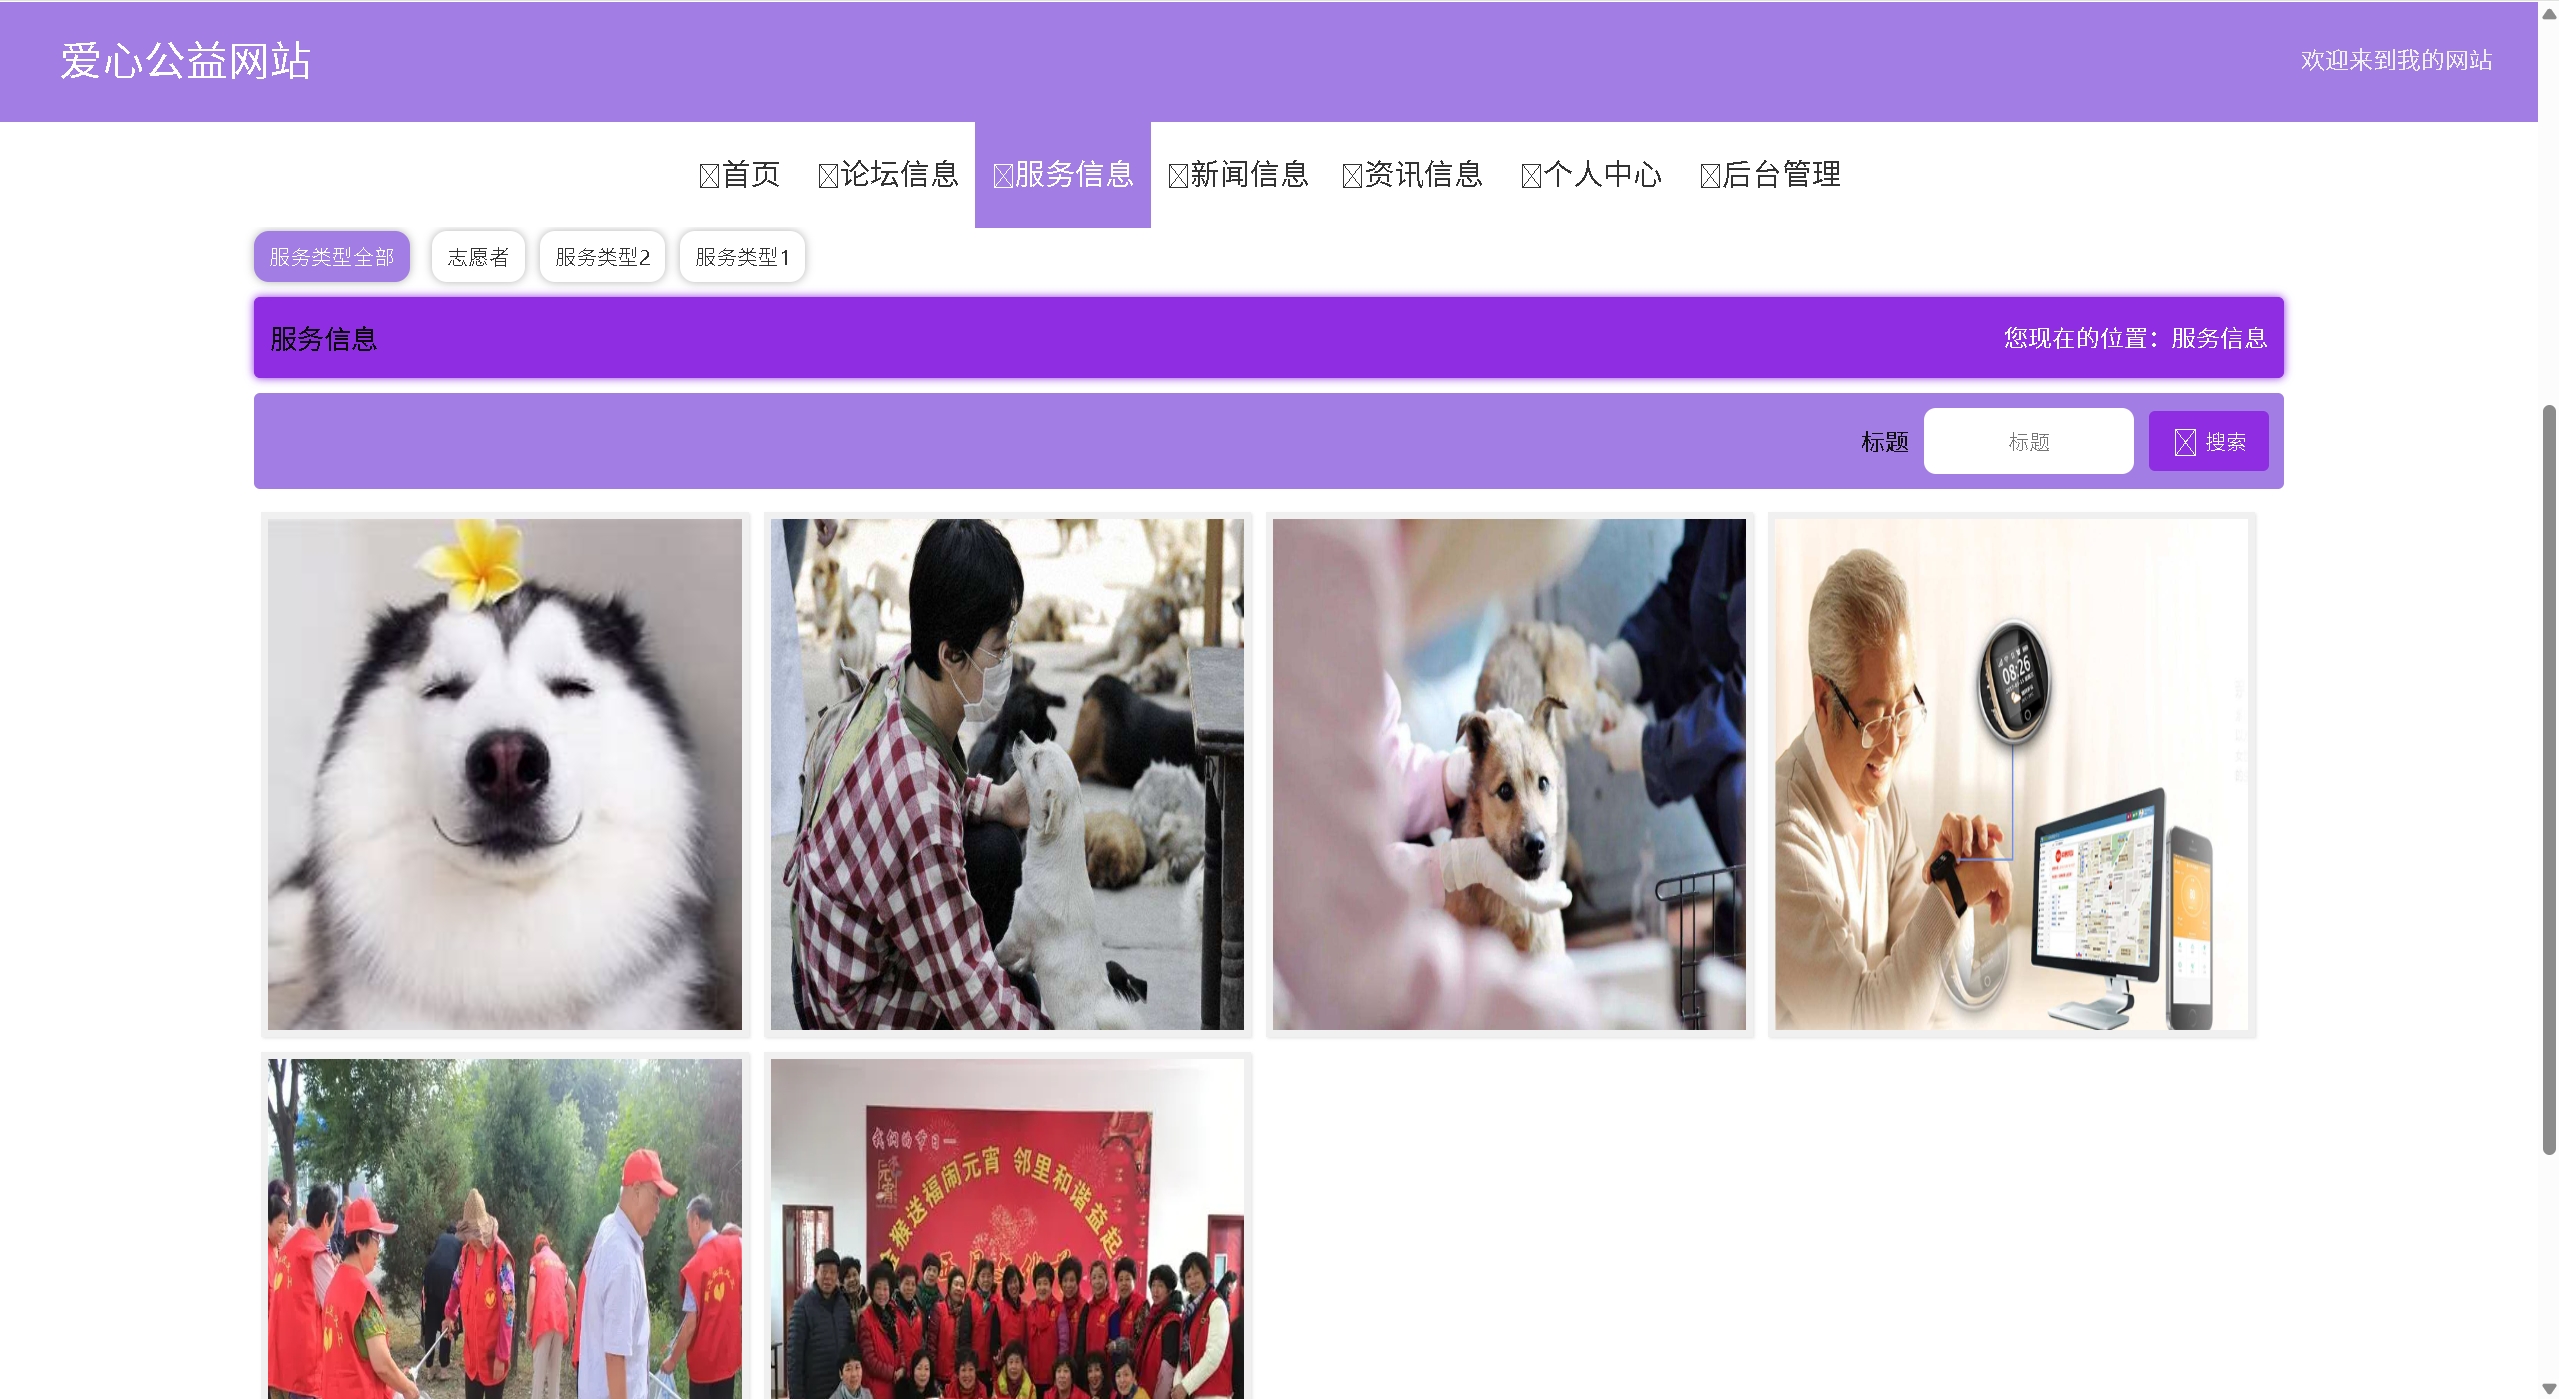 爱心公益网站
欢迎来到我的网站
首页 论坛信息 服务信息 新闻信息 资讯信息 个人中心 后台管理
服务类型全部 志愿者 服务类型2 服务类型1
服务信息
您现在的位置：服务信息
标题 标题 搜索
08:26
我们的节日一
元宵
金猴送福闹元宵 邻里和谐益起